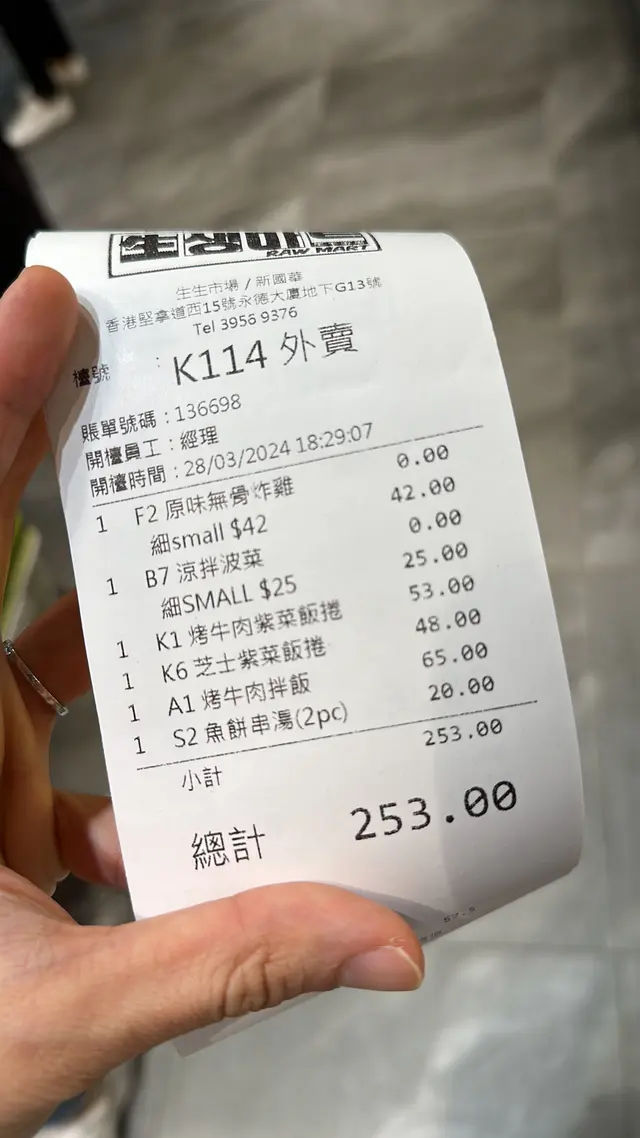 生생마트
RAW MART
生生市場 / 新國華
香港堅拿道西15號永德大廈地下G13號
Tel 3956 9376
檯號 : K114 外賣
賬單號碼 : 136698
開檯員工 : 經理
開檯時間 : 28/03/2024 18:29:07
1 F2 原味無骨炸雞 0.00
細small $42 42.00
1 B7 涼拌波菜 0.00
細SMALL $25 25.00
1 K1 烤牛肉紫菜飯捲 53.00
1 K6 芝士紫菜飯捲 48.00
1 A1 烤牛肉拌飯 65.00
1 S2 魚餅串湯(2pc) 20.00
小計 253.00
總計 253.00